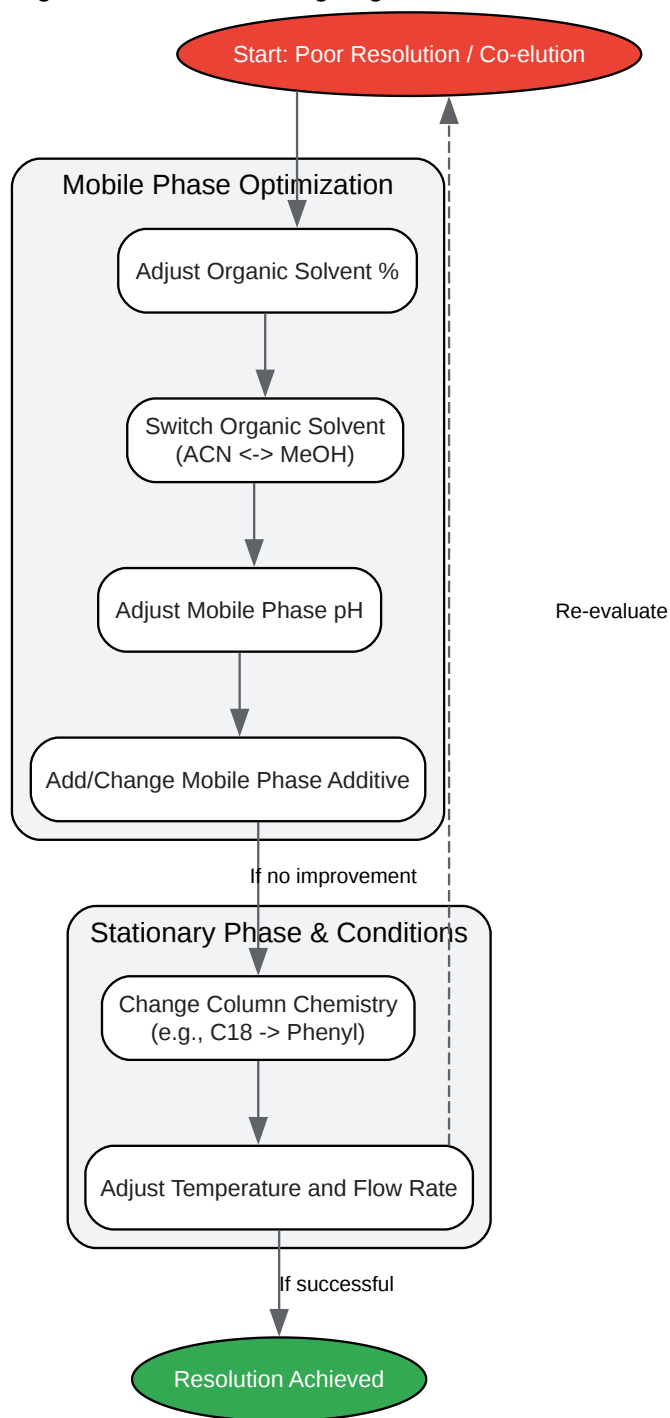 Start: Poor Resolution / Co-elution
Mobile Phase Optimization
Adjust Organic Solvent %
Switch Organic Solvent
(ACN <-> MeOH)
Adjust Mobile Phase pH
Re-evaluate
Add/Change Mobile Phase Additive
If no improvement
Stationary Phase & Conditions
Change Column Chemistry
(e.g., C18 -> Phenyl)
Adjust Temperature and Flow Rate
If successful
Resolution Achieved